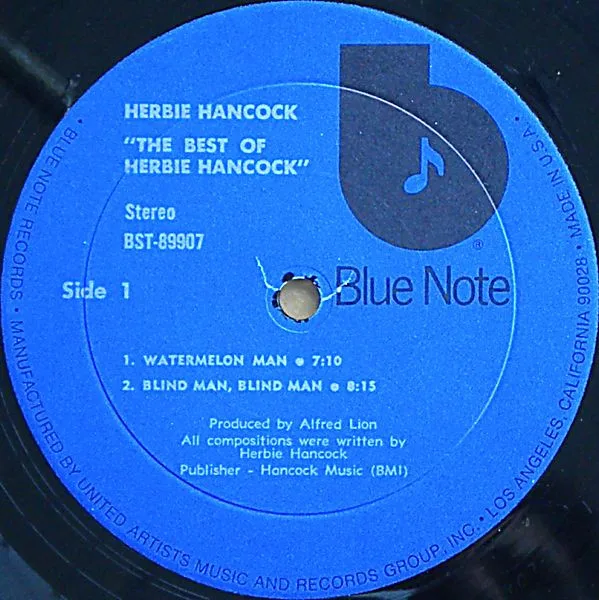 HERBIE HANCOCK
"THE BEST OF
HERBIE HANCOCK"
Stereo
BST-89907
Side 1
b
®
Blue Note
1. WATERMELON MAN • 7:10
2. BLIND MAN, BLIND MAN • 8:15
Produced by Alfred Lion
All compositions were written by
Herbie Hancock
Publisher - Hancock Music (BMI)
• BLUE NOTE RECORDS • MANUFACTURED BY UNITED ARTISTS MUSIC AND RECORDS GROUP, INC. • LOS ANGELES, CALIFORNIA 90028 • MADE IN U.S.A. •